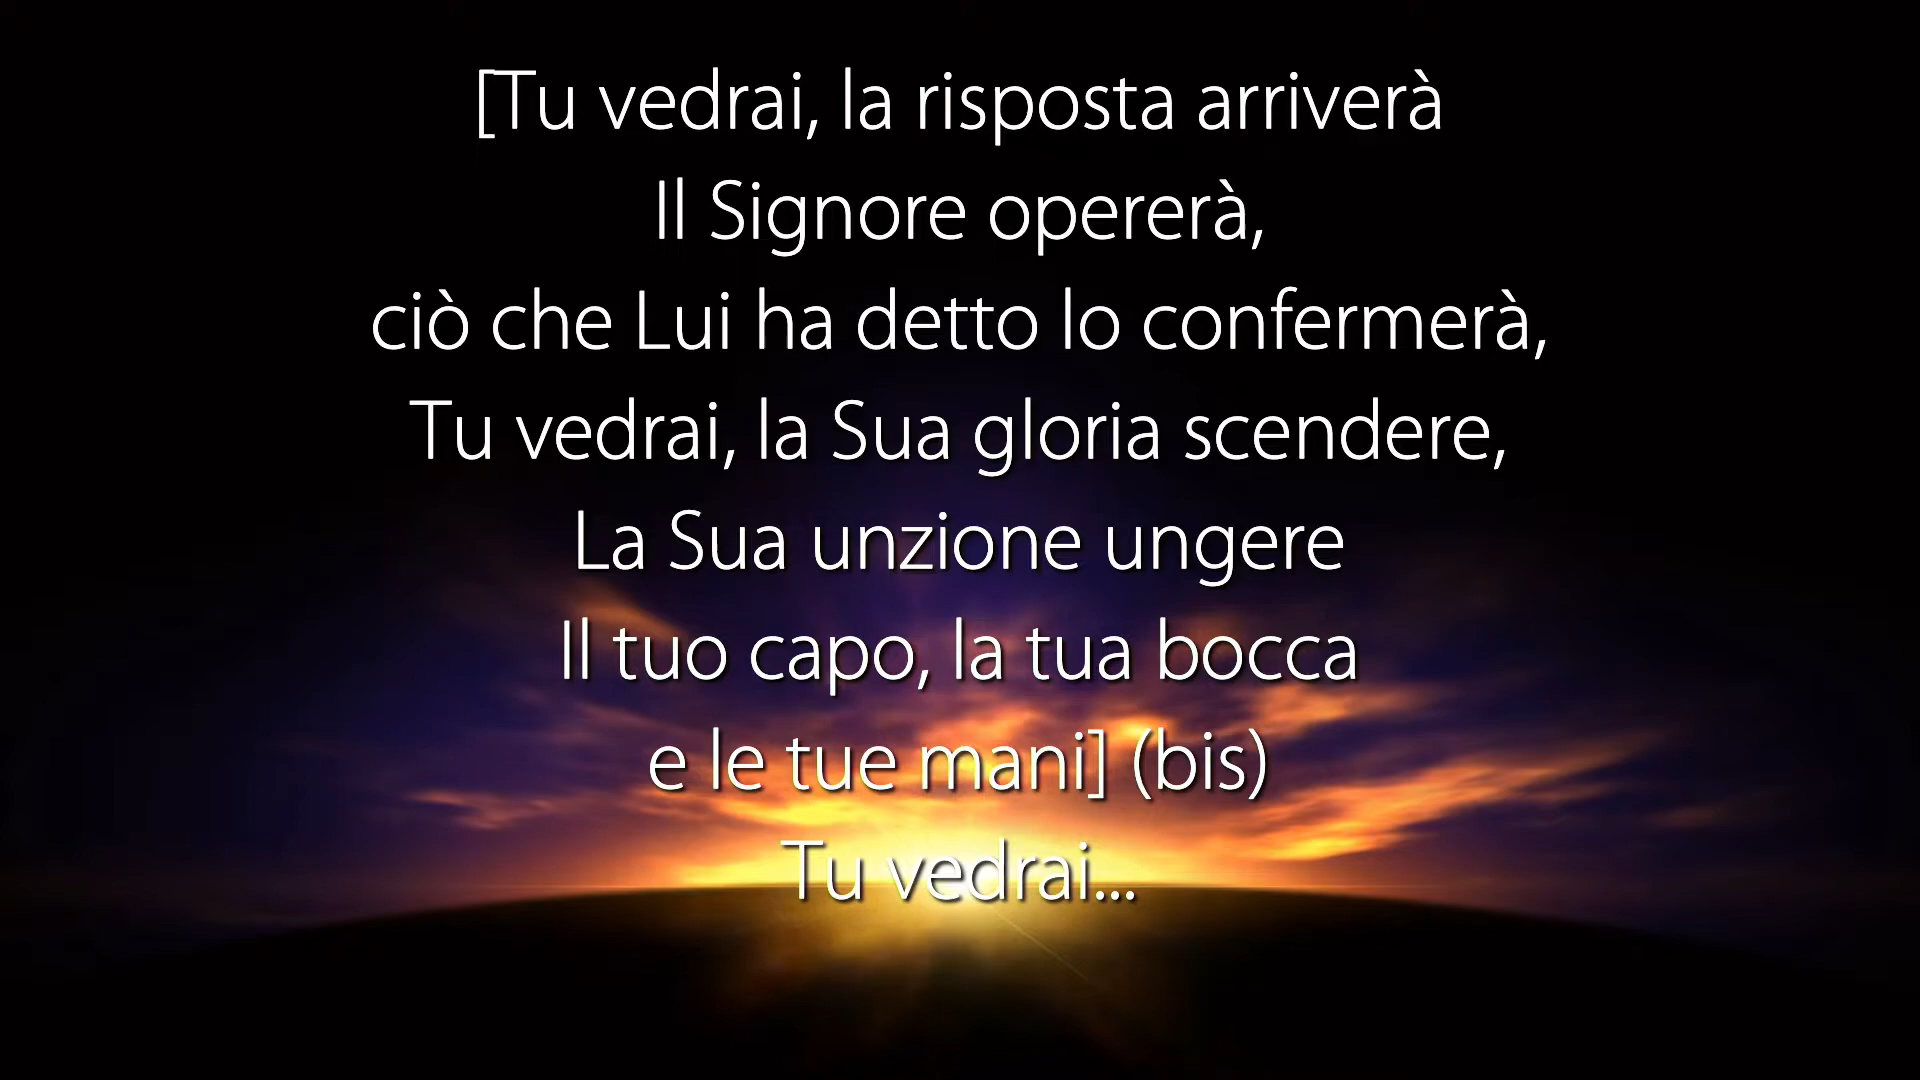 [Tu vedrai, la risposta arriverà
Il Signore opererà,
ciò che Lui ha detto lo confermerà,
Tu vedrai, la Sua gloria scendere,
La Sua unzione ungere
Il tuo capo, la tua bocca
e le tue mani] (bis)
Tu vedrai...